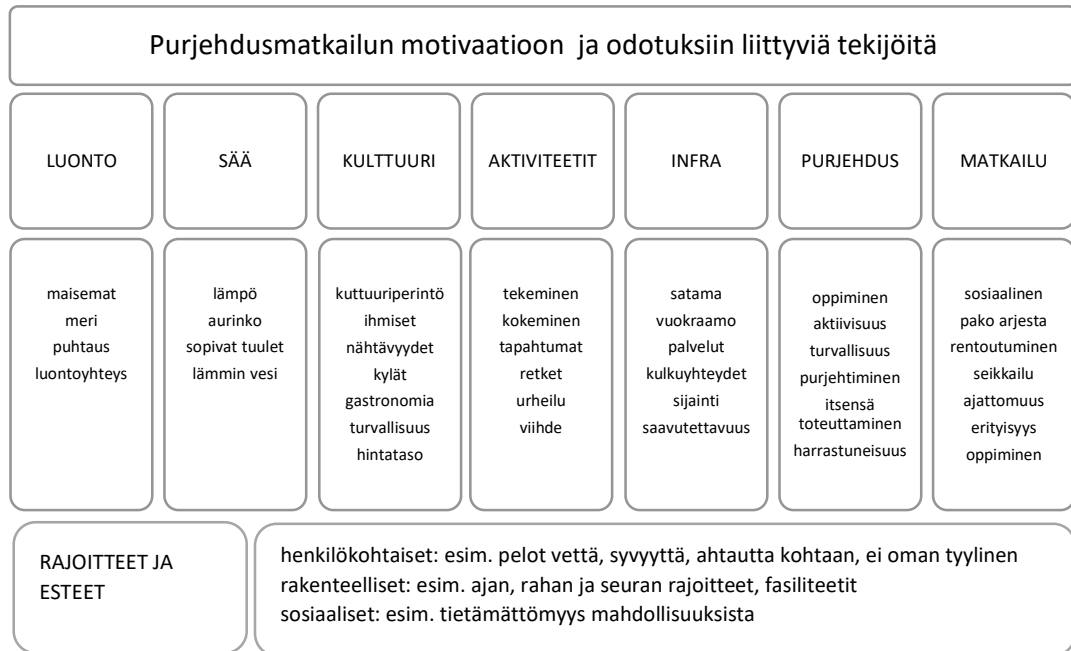 Purjehdusmatkailun motivaatioon ja odotuksiin liittyviä tekijöitä
LUONTO
SÄÄ
KULTTUURI
AKTIVITEETIT
INFRA
PURJEHDUS
MATKAILU
maisemat
meri
puhtaus
luontoyhteys
lämpö
aurinko
sopivat tuulet
lämmin vesi
kuttuuriperintö
ihmiset
nähtävyydet
kylät
gastronomia
turvallisuus
hintataso
tekeminen
kokeminen
tapahtumat
retket
urheilu
viihde
satama
vuokraamo
palvelut
kulkuyhteydet
sijainti
saavutettavuus
oppiminen
aktiivisuus
turvallisuus
purjehtiminen
itsensä
toteuttaminen
harrastuneisuus
sosiaalinen
pako arjesta
rentoutuminen
seikkailu
ajattomuus
erityisyys
oppiminen
RAJOITTEET JA
ESTEET
henkilökohtaiset: esim. pelot vettä, syvyyttä, ahtautta kohtaan, ei oman tyylinen
rakenteelliset: esim. ajan, rahan ja seuran rajoitteet, fasiliteetit
sosiaaliset: esim. tietämättömyys mahdollisuuksista